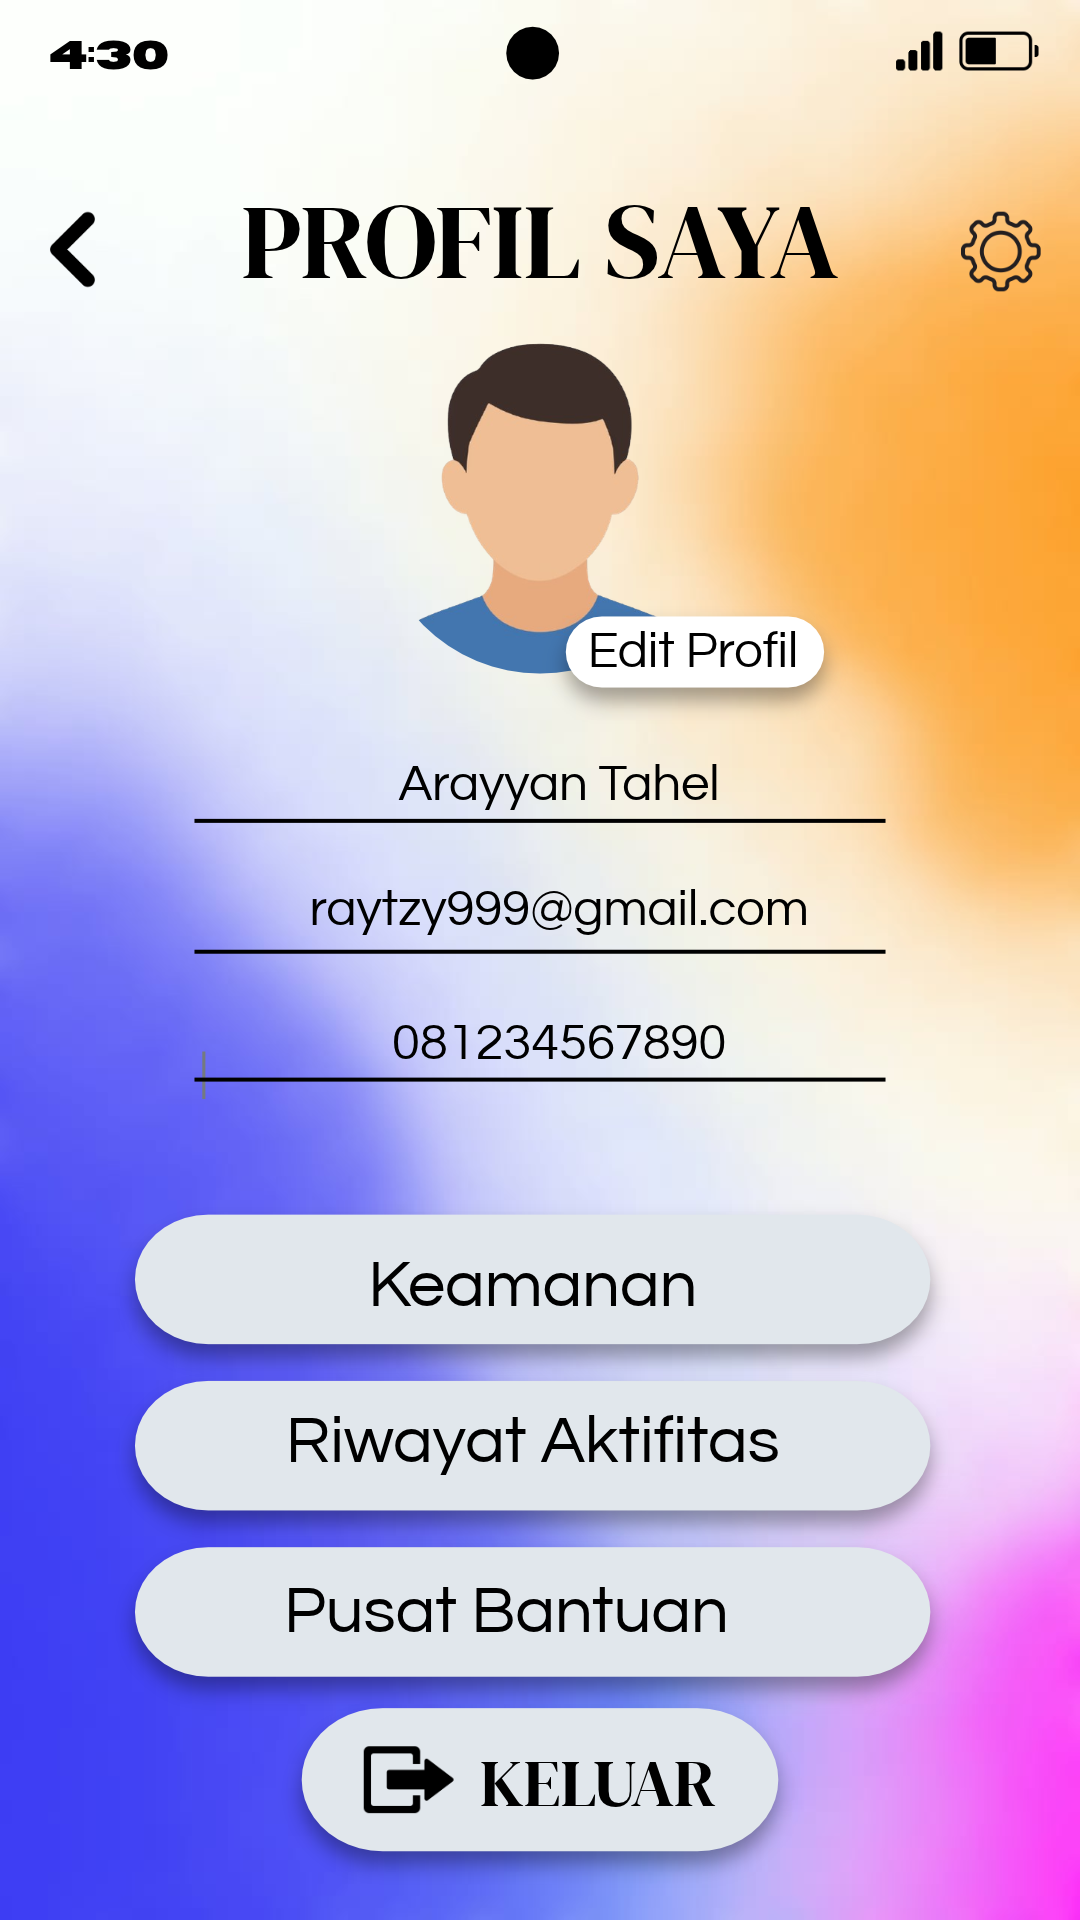 4:30
PROFIL SAYA
Edit Profil
Arayyan Tahel
raytzy999@gmail.com
081234567890
Keamanan
Riwayat Aktifitas
Pusat Bantuan
KELUAR